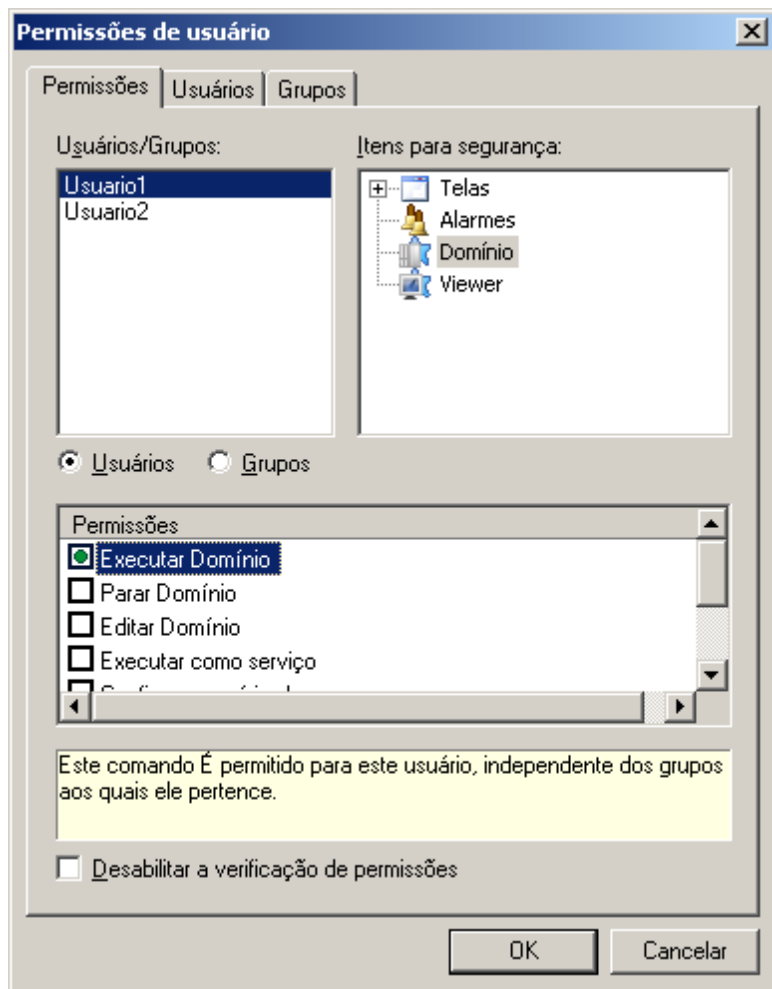 Permissões de usuário
Permissões Usuários Grupos
Usuários/Grupos: Itens para segurança:
Usuario1
Usuario2
Telas
Alarmes
Domínio
Viewer
Usuários Grupos
Permissões
Executar Domínio
Parar Domínio
Editar Domínio
Executar como serviço
Este comando É permitido para este usuário, independente dos grupos
aos quais ele pertence.
Desabilitar a verificação de permissões
OK Cancelar